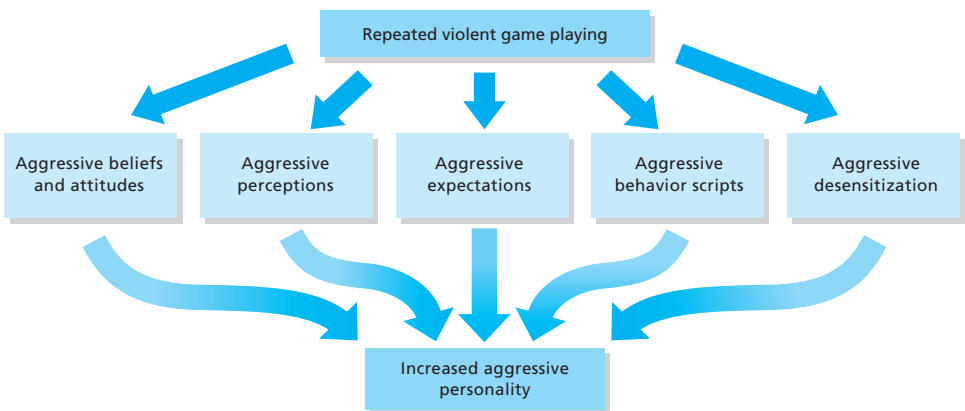 Repeated violent game playing
Aggressive beliefs
and attitudes
Aggressive
perceptions
Aggressive
expectations
Aggressive
behavior scripts
Aggressive
desensitization
Increased aggressive
personality